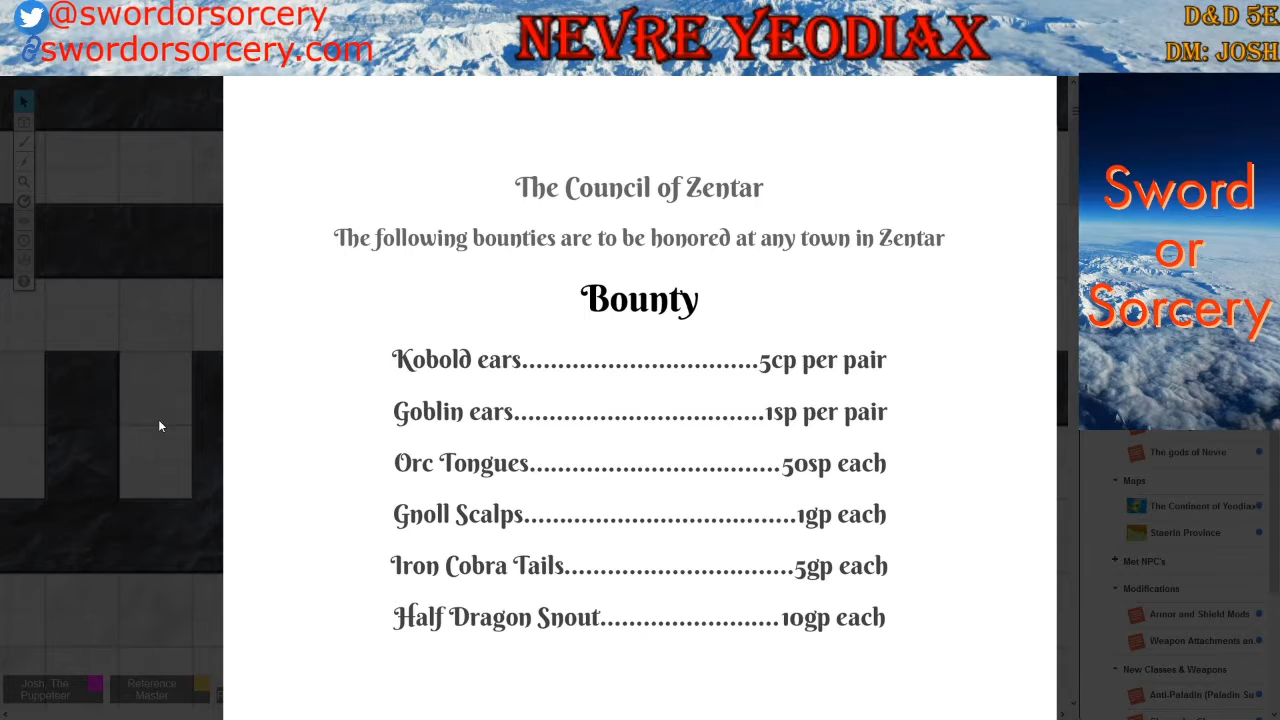 @swordorsorcery
swordorsorcery.com
NEVRE YEODIAX
D&D 5E
DM: JOSH
The Council of Zentar
The following bounties are to be honored at any town in Zentar
Bounty
Kobold ears.............................5cp per pair
Goblin ears...................................1sp per pair
Orc Tongues...............................50sp each
Gnoll Scalps......................................1gp each
Iron Cobra Tails................................5gp each
Half Dragon Snout.........................10gp each
Sword
or
Sorcery
The gods of Nevre
Maps
The Continent of Yeodiax
Staerin Province
Met NPC's
Modifications
Armor and Shield Mods
Weapon Attachments an
New Classes & Weapons
Anti-Paladin (Paladin Su
Josh The
Puppeteer
Reference
Master